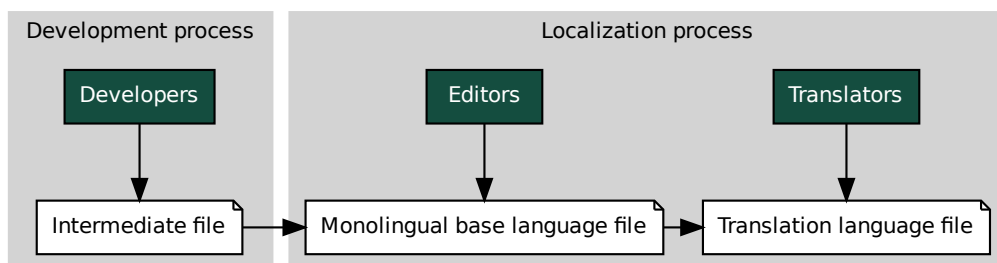 Development process
Localization process
Developers
Editors
Translators
Intermediate file
Monolingual base language file
Translation language file